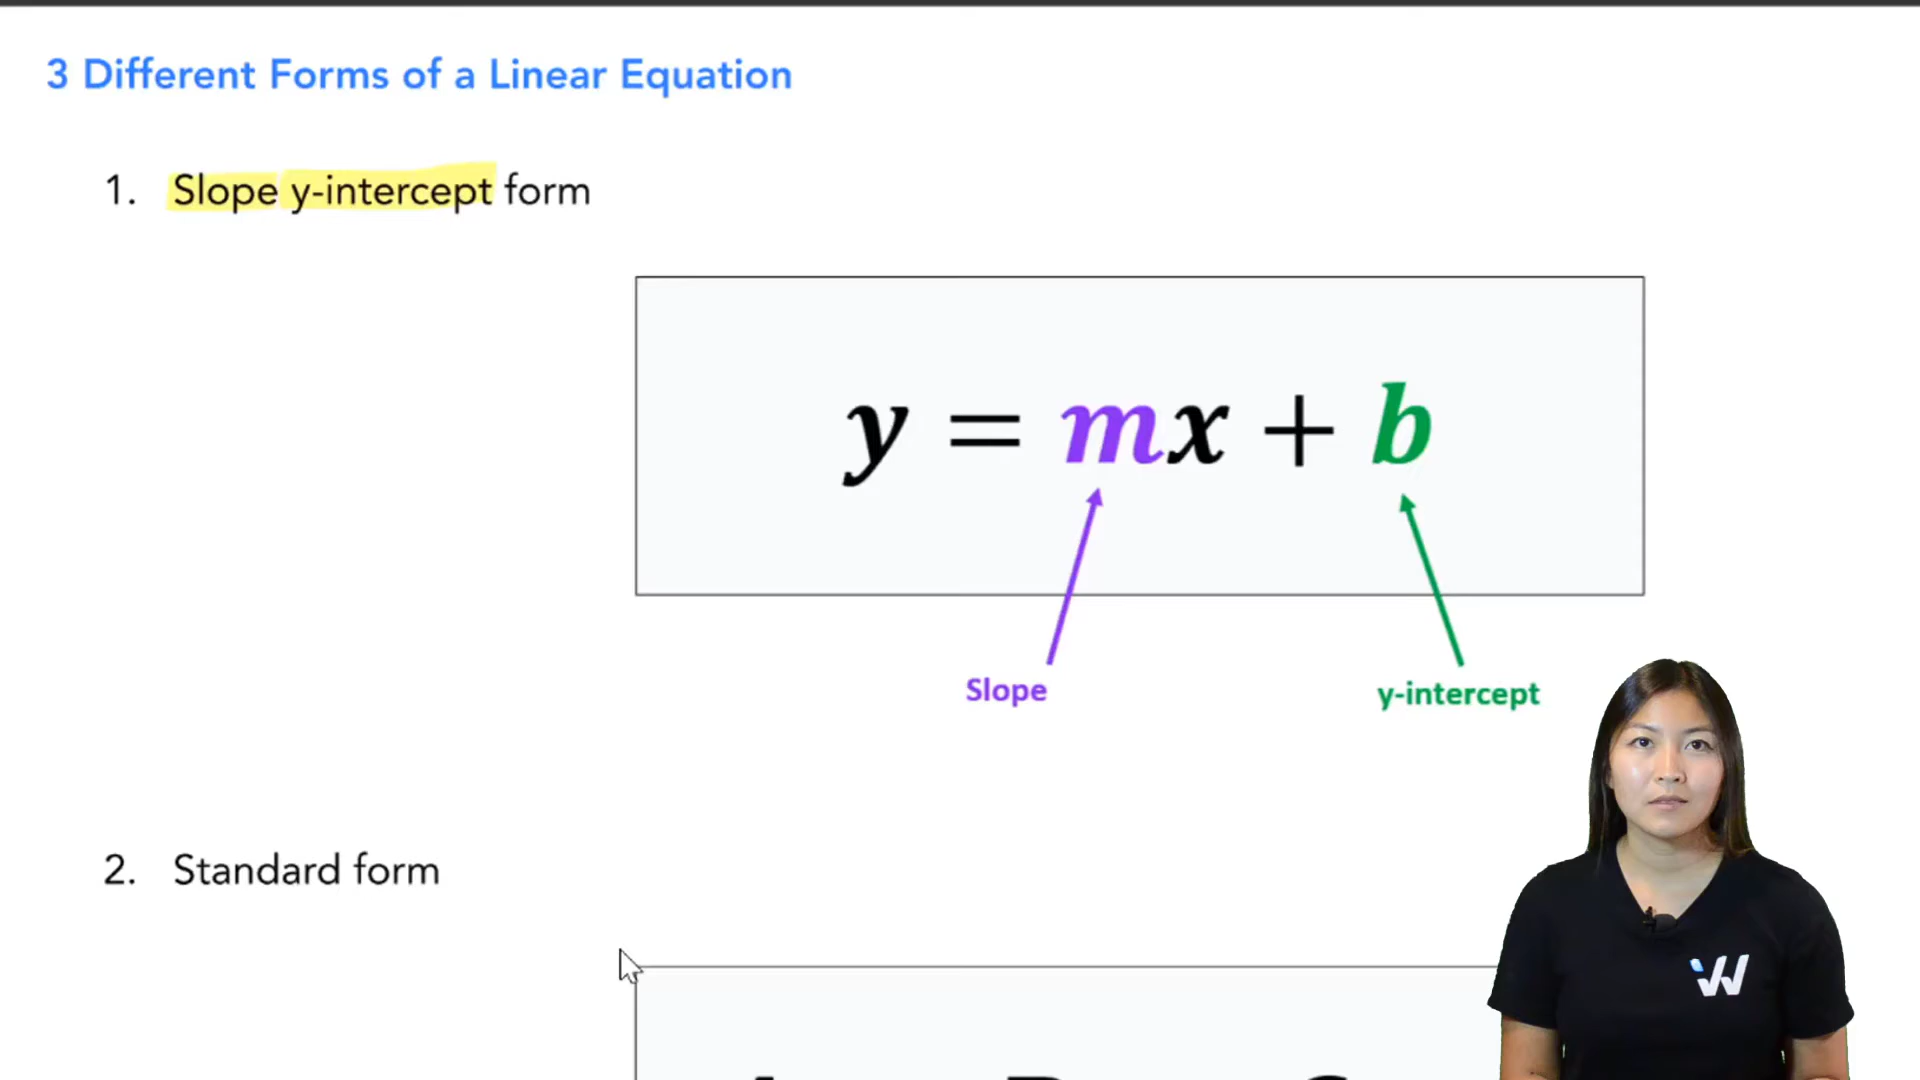 3 Different Forms of a Linear Equation
1. Slope y-intercept form
y = mx + b
Slope
y-intercept
2. Standard form
W